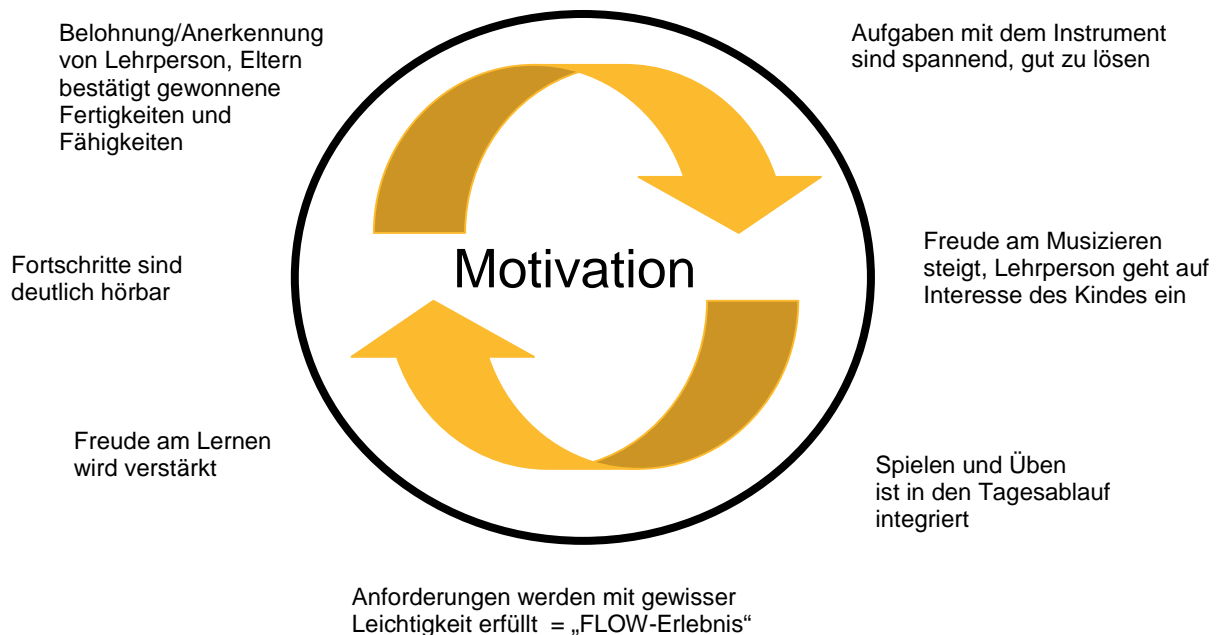 Belohnung/Anerkennung
von Lehrperson, Eltern
bestätigt gewonnene
Fertigkeiten und
Fähigkeiten
Aufgaben mit dem Instrument
sind spannend, gut zu lösen
Motivation
Freude am Musizieren
steigt, Lehrperson geht auf
Interesse des Kindes ein
Fortschritte sind
deutlich hörbar
Freude am Lernen
wird verstärkt
Spielen und Üben
ist in den Tagesablauf
integriert
Anforderungen werden mit gewisser
Leichtigkeit erfüllt  = „FLOW-Erlebnis“